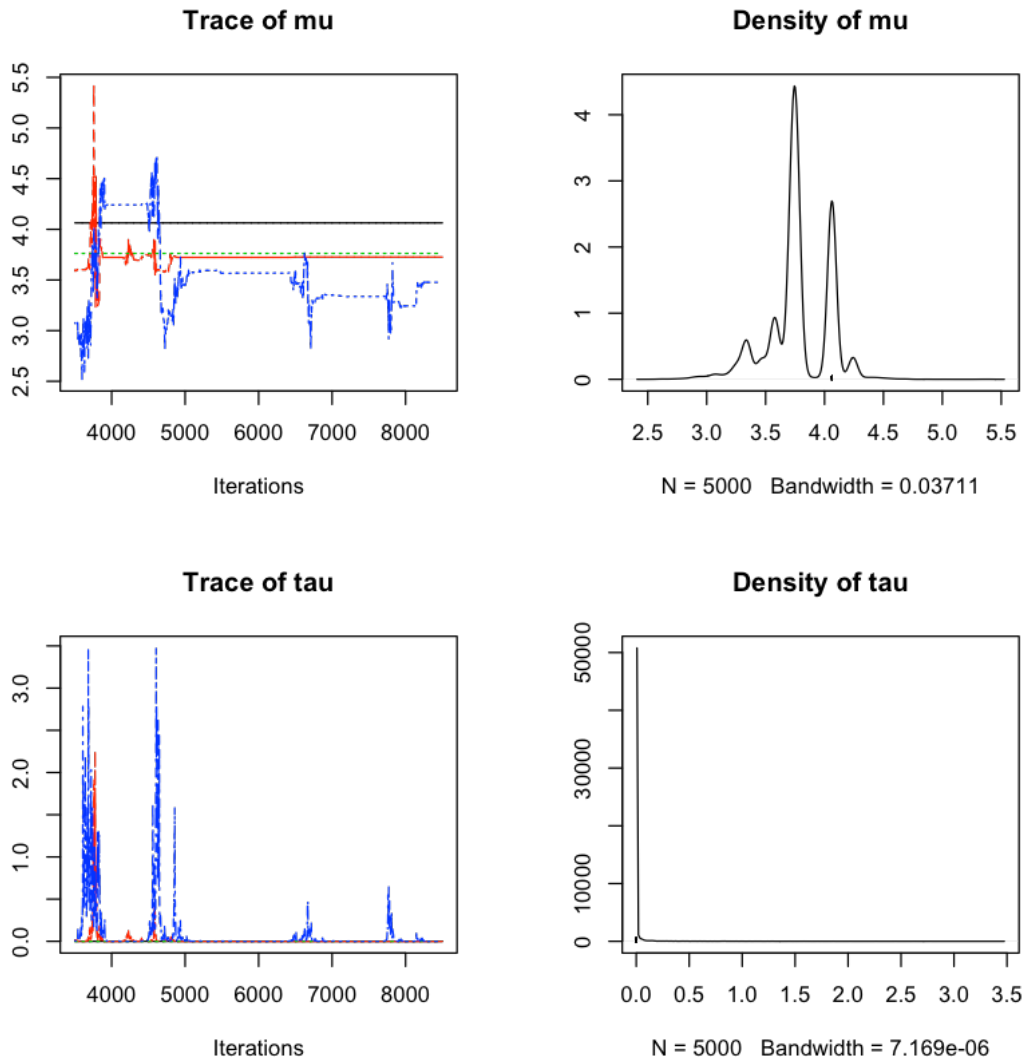 Trace of mu
5.5
5.0
4.5
4.0
3.5
3.0
2.5
4000 5000 6000 7000 8000
Iterations
Density of mu
4
3
2
1
0
2.5 3.0 3.5 4.0 4.5 5.0 5.5
N = 5000 Bandwidth = 0.03711
Trace of tau
3.0
2.0
1.0
0.0
4000 5000 6000 7000 8000
Iterations
Density of tau
50000
30000
10000
0
0.0 0.5 1.0 1.5 2.0 2.5 3.0 3.5
N = 5000 Bandwidth = 7.169e-06